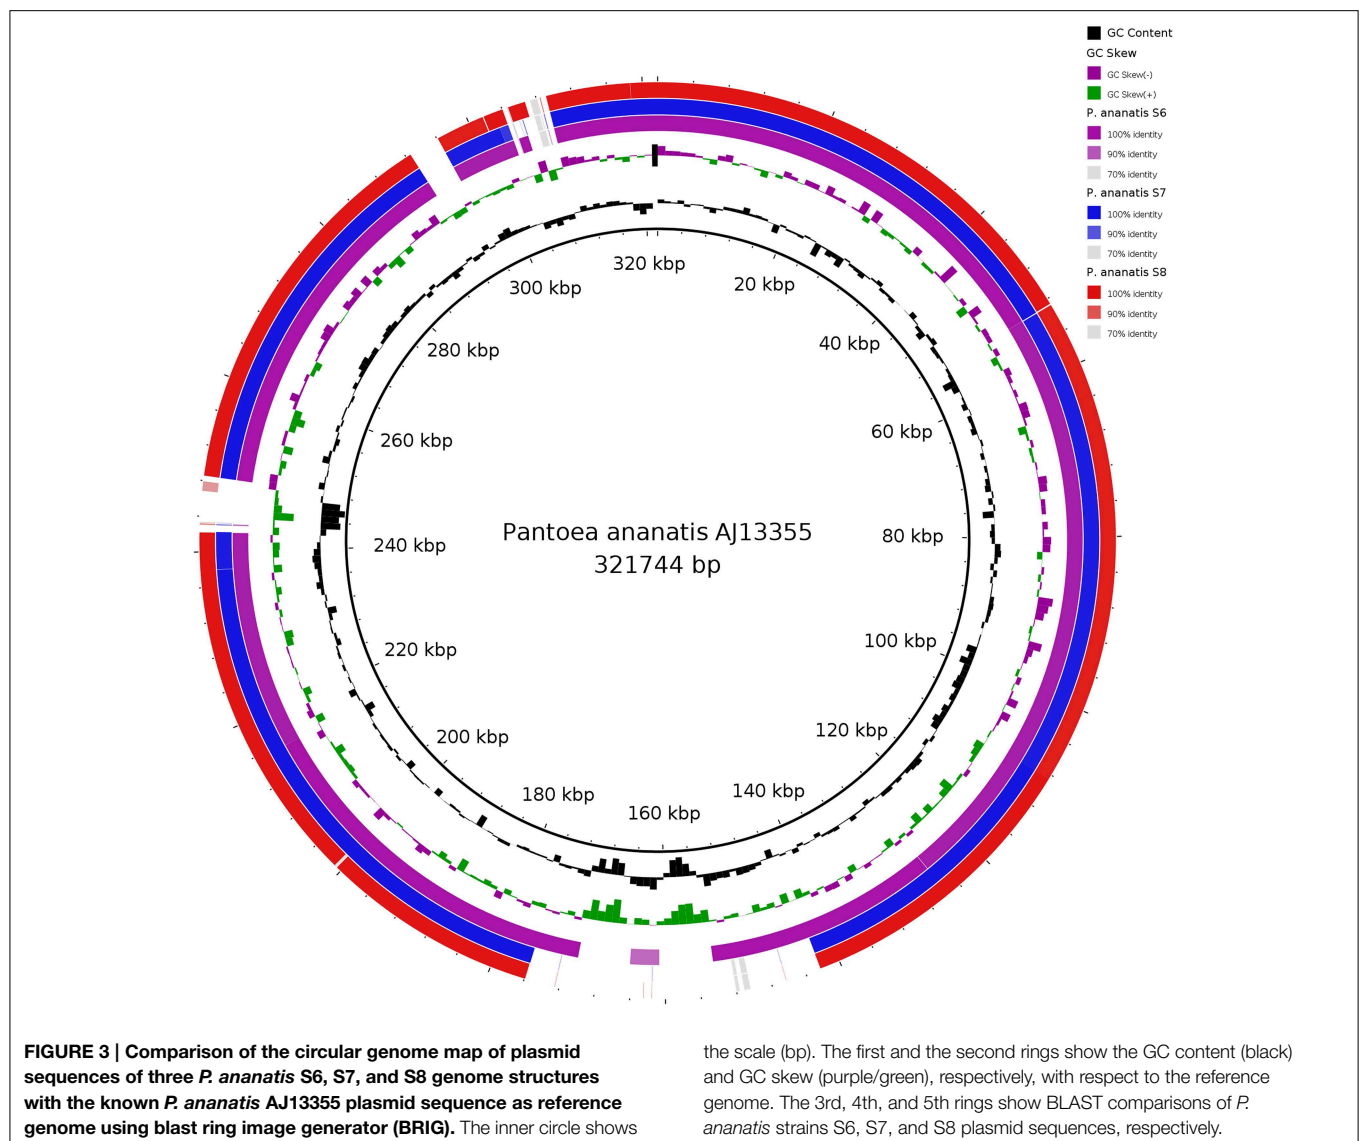 GC Content
GC Skew
GC Skew(-)
GC Skew(+)
P. ananatis S6
100% identity
90% identity
70% identity
P. ananatis S7
100% identity
90% identity
70% identity
P. ananatis S8
100% identity
90% identity
70% identity
320 kbp
20 kbp
40 kbp
60 kbp
80 kbp
100 kbp
120 kbp
140 kbp
160 kbp
180 kbp
200 kbp
220 kbp
240 kbp
260 kbp
280 kbp
300 kbp
Pantoea ananatis AJ13355
321744 bp
FIGURE 3 | Comparison of the circular genome map of plasmid
sequences of three P. ananatis S6, S7, and S8 genome structures
with the known P. ananatis AJ13355 plasmid sequence as reference
genome using blast ring image generator (BRIG). The inner circle shows
the scale (bp). The first and the second rings show the GC content (black)
and GC skew (purple/green), respectively, with respect to the reference
genome. The 3rd, 4th, and 5th rings show BLAST comparisons of P.
ananatis strains S6, S7, and S8 plasmid sequences, respectively.